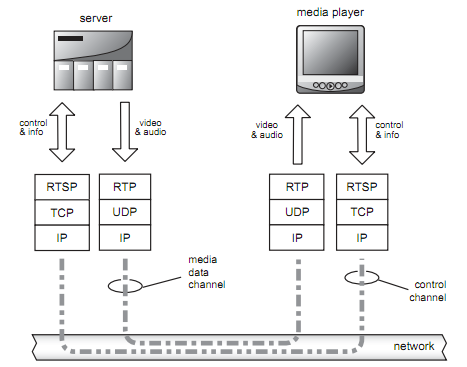 server
media player
control
& info
video
& audio
video
& audio
control
& info
RTSP
TCP
IP
RTP
UDP
IP
RTP
UDP
IP
RTSP
TCP
IP
media
data
channel
control
channel
network